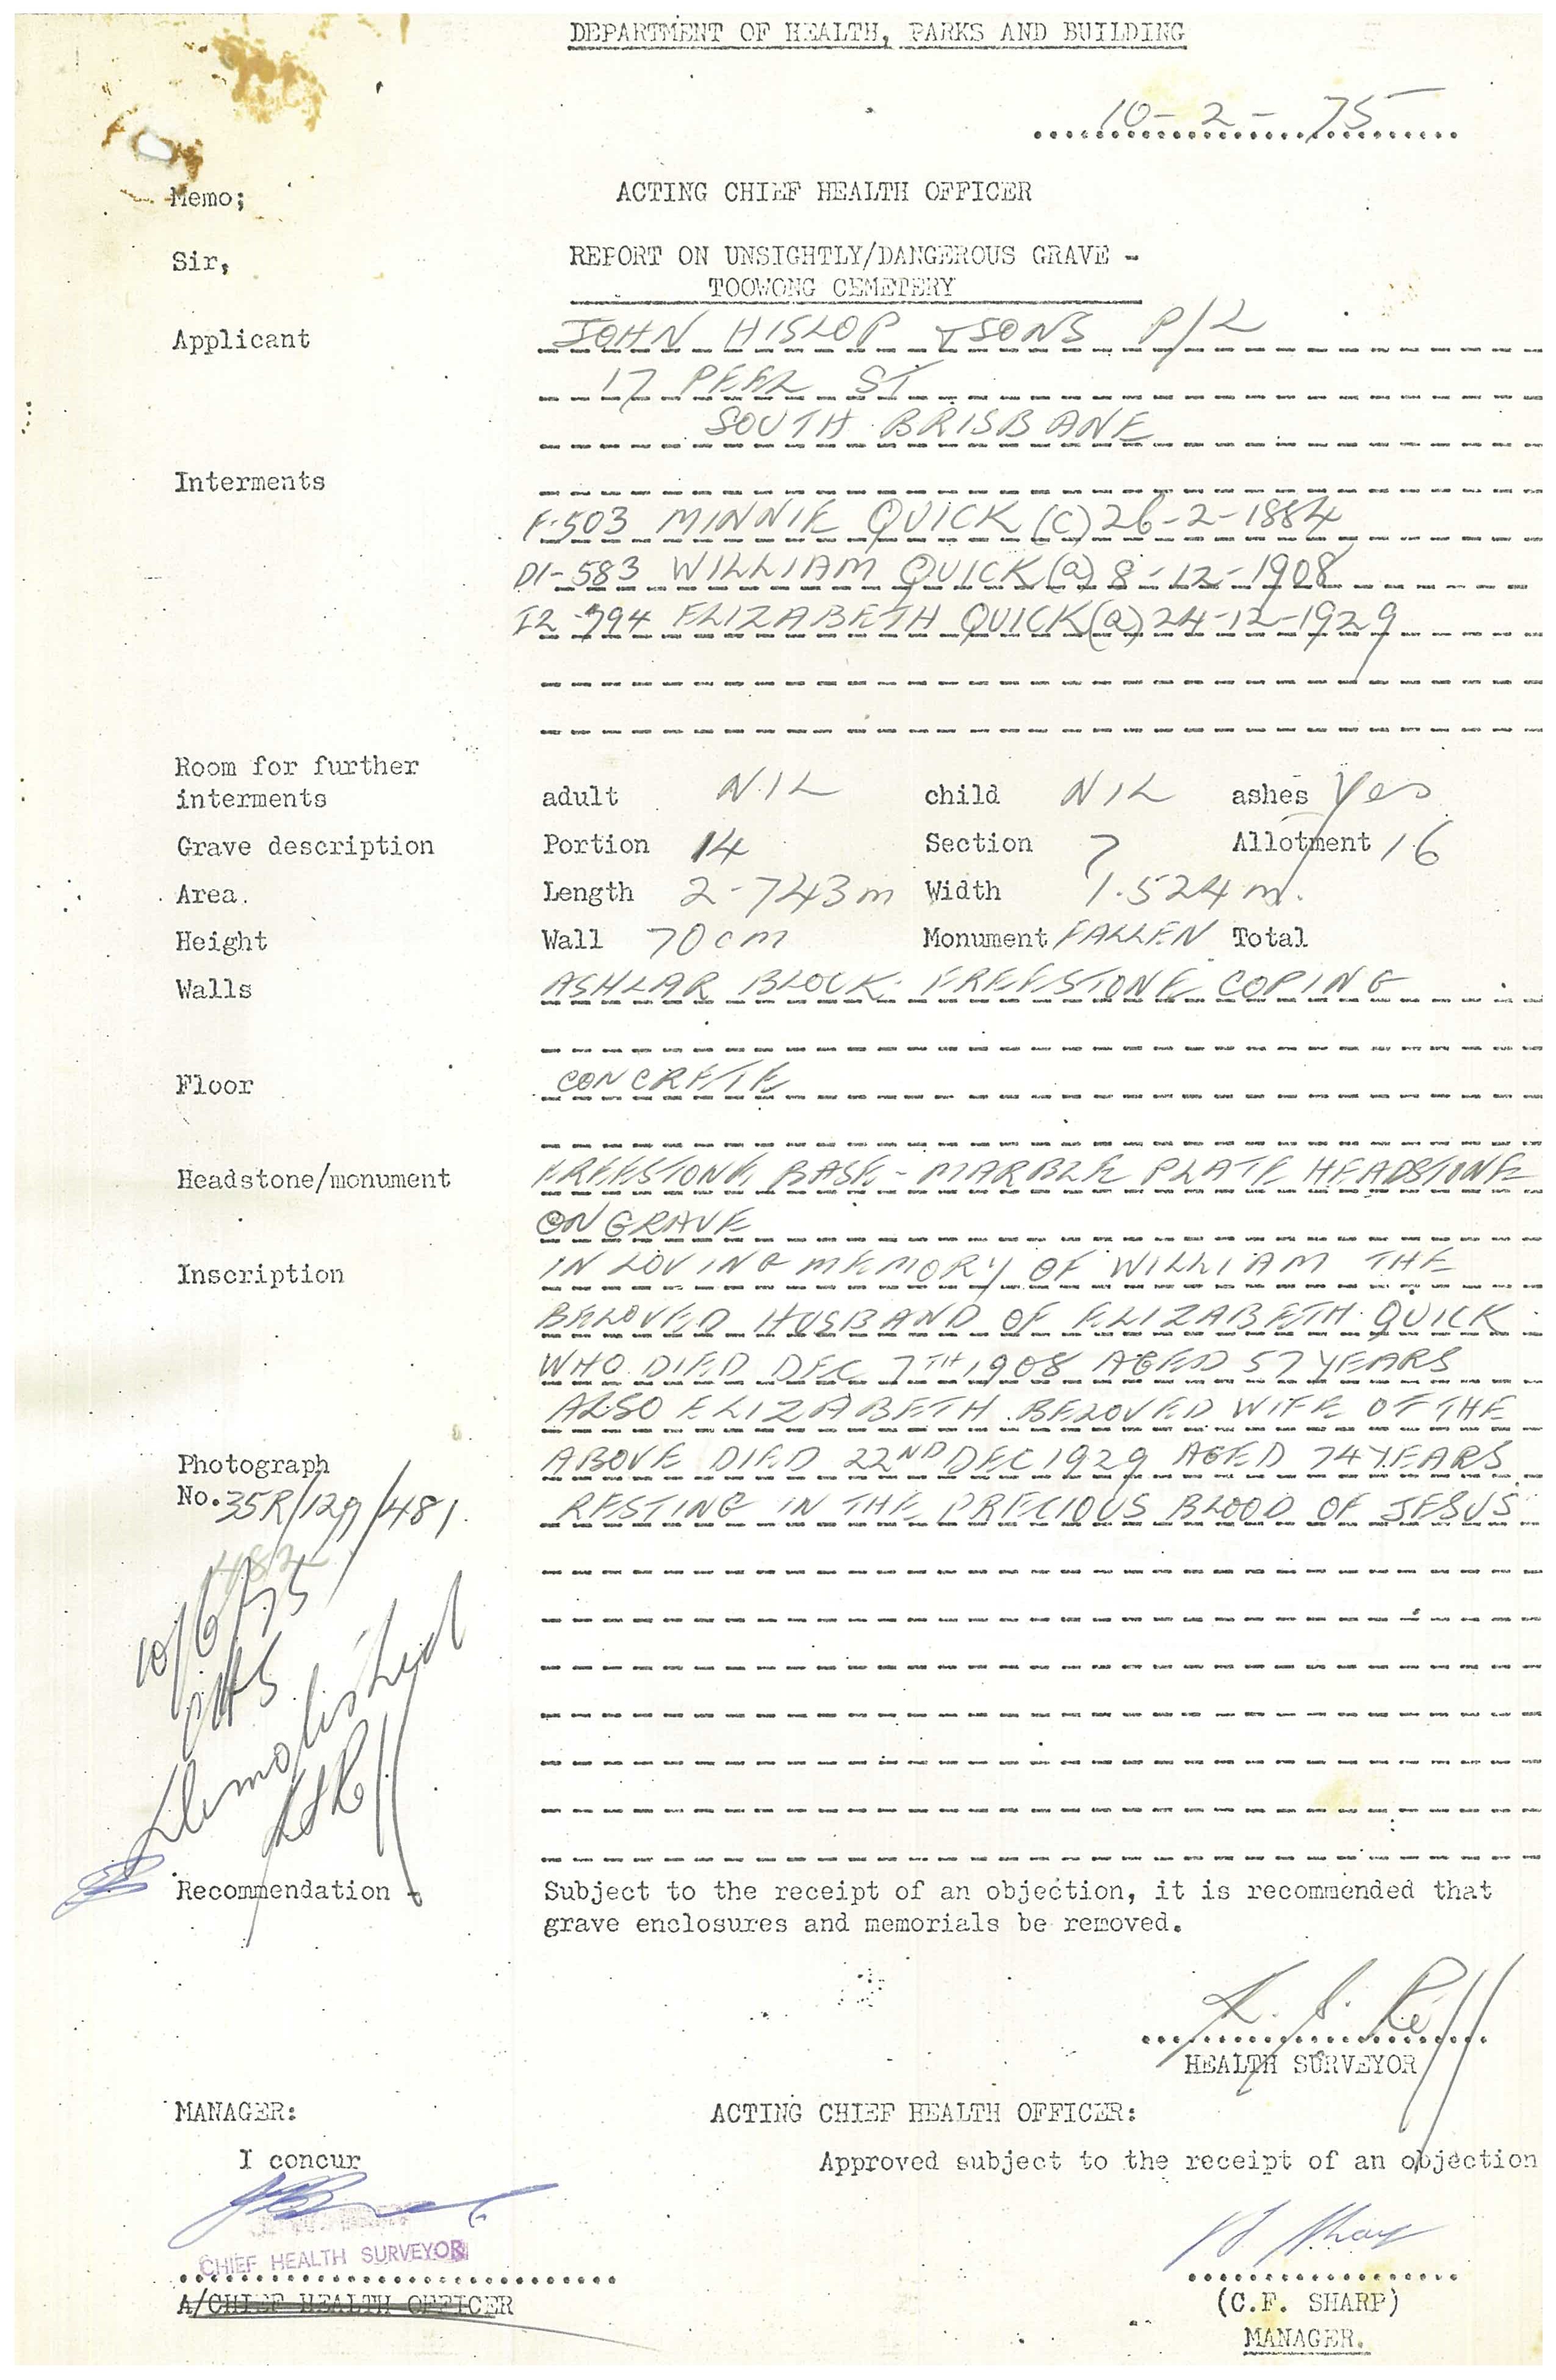 DEPARTMENT OF HEALTH, PARKS AND BUILDING
10-2-75
Memo; ACTING CHIEF HEALTH OFFICER
Sir, REPORT ON UNSIGHTLY/DANGEROUS GRAVE -
TOOWONG CEMETERY
Applicant JOHN HISLOP & SONS P/L
17 PEEL ST
SOUTH BRISBANE
Interments
F.503 MINNIE QUICK (C) 26-2-1884
D1-583 WILLIAM QUICK (a) 8-12-1908
I2-794 ELIZABETH QUICK (a) 24-12-1929
Room for further
interments adult NIL child NIL ashes Yes
Grave description Portion 14 Section 7 Allotment 16
Area. Length 2-743m Width 1.524m.
Height Wall 70cm Monument FALLEN Total
Walls ASHLAR BLOCK. FREESTONE COPING
Floor CONCRETE
Headstone/monument FREESTONE BASE - MARBLE PLATE HEADSTONE
ON GRAVE
Inscription IN LOVING MEMORY OF WILLIAM THE
BELOVED HUSBAND OF ELIZABETH QUICK
WHO DIED DEC 7TH 1908 AGED 57 YEARS
ALSO ELIZABETH BELOVED WIFE OF THE
Photograph ABOVE DIED 22ND DEC 1929 AGED 74 YEARS
No. 35R/129/481. RESTING IN THE PRECIOUS BLOOD OF JESUS
482
10/6/75
Demolished
Recommendation - Subject to the receipt of an objection, it is recommended that
grave enclosures and memorials be removed.
HEALTH SURVEYOR
MANAGER: ACTING CHIEF HEALTH OFFICER:
I concur Approved subject to the receipt of an objection
CHIEF HEALTH SURVEYOR
A/CHIEF HEALTH OFFICER (C.F. SHARP)
MANAGER.